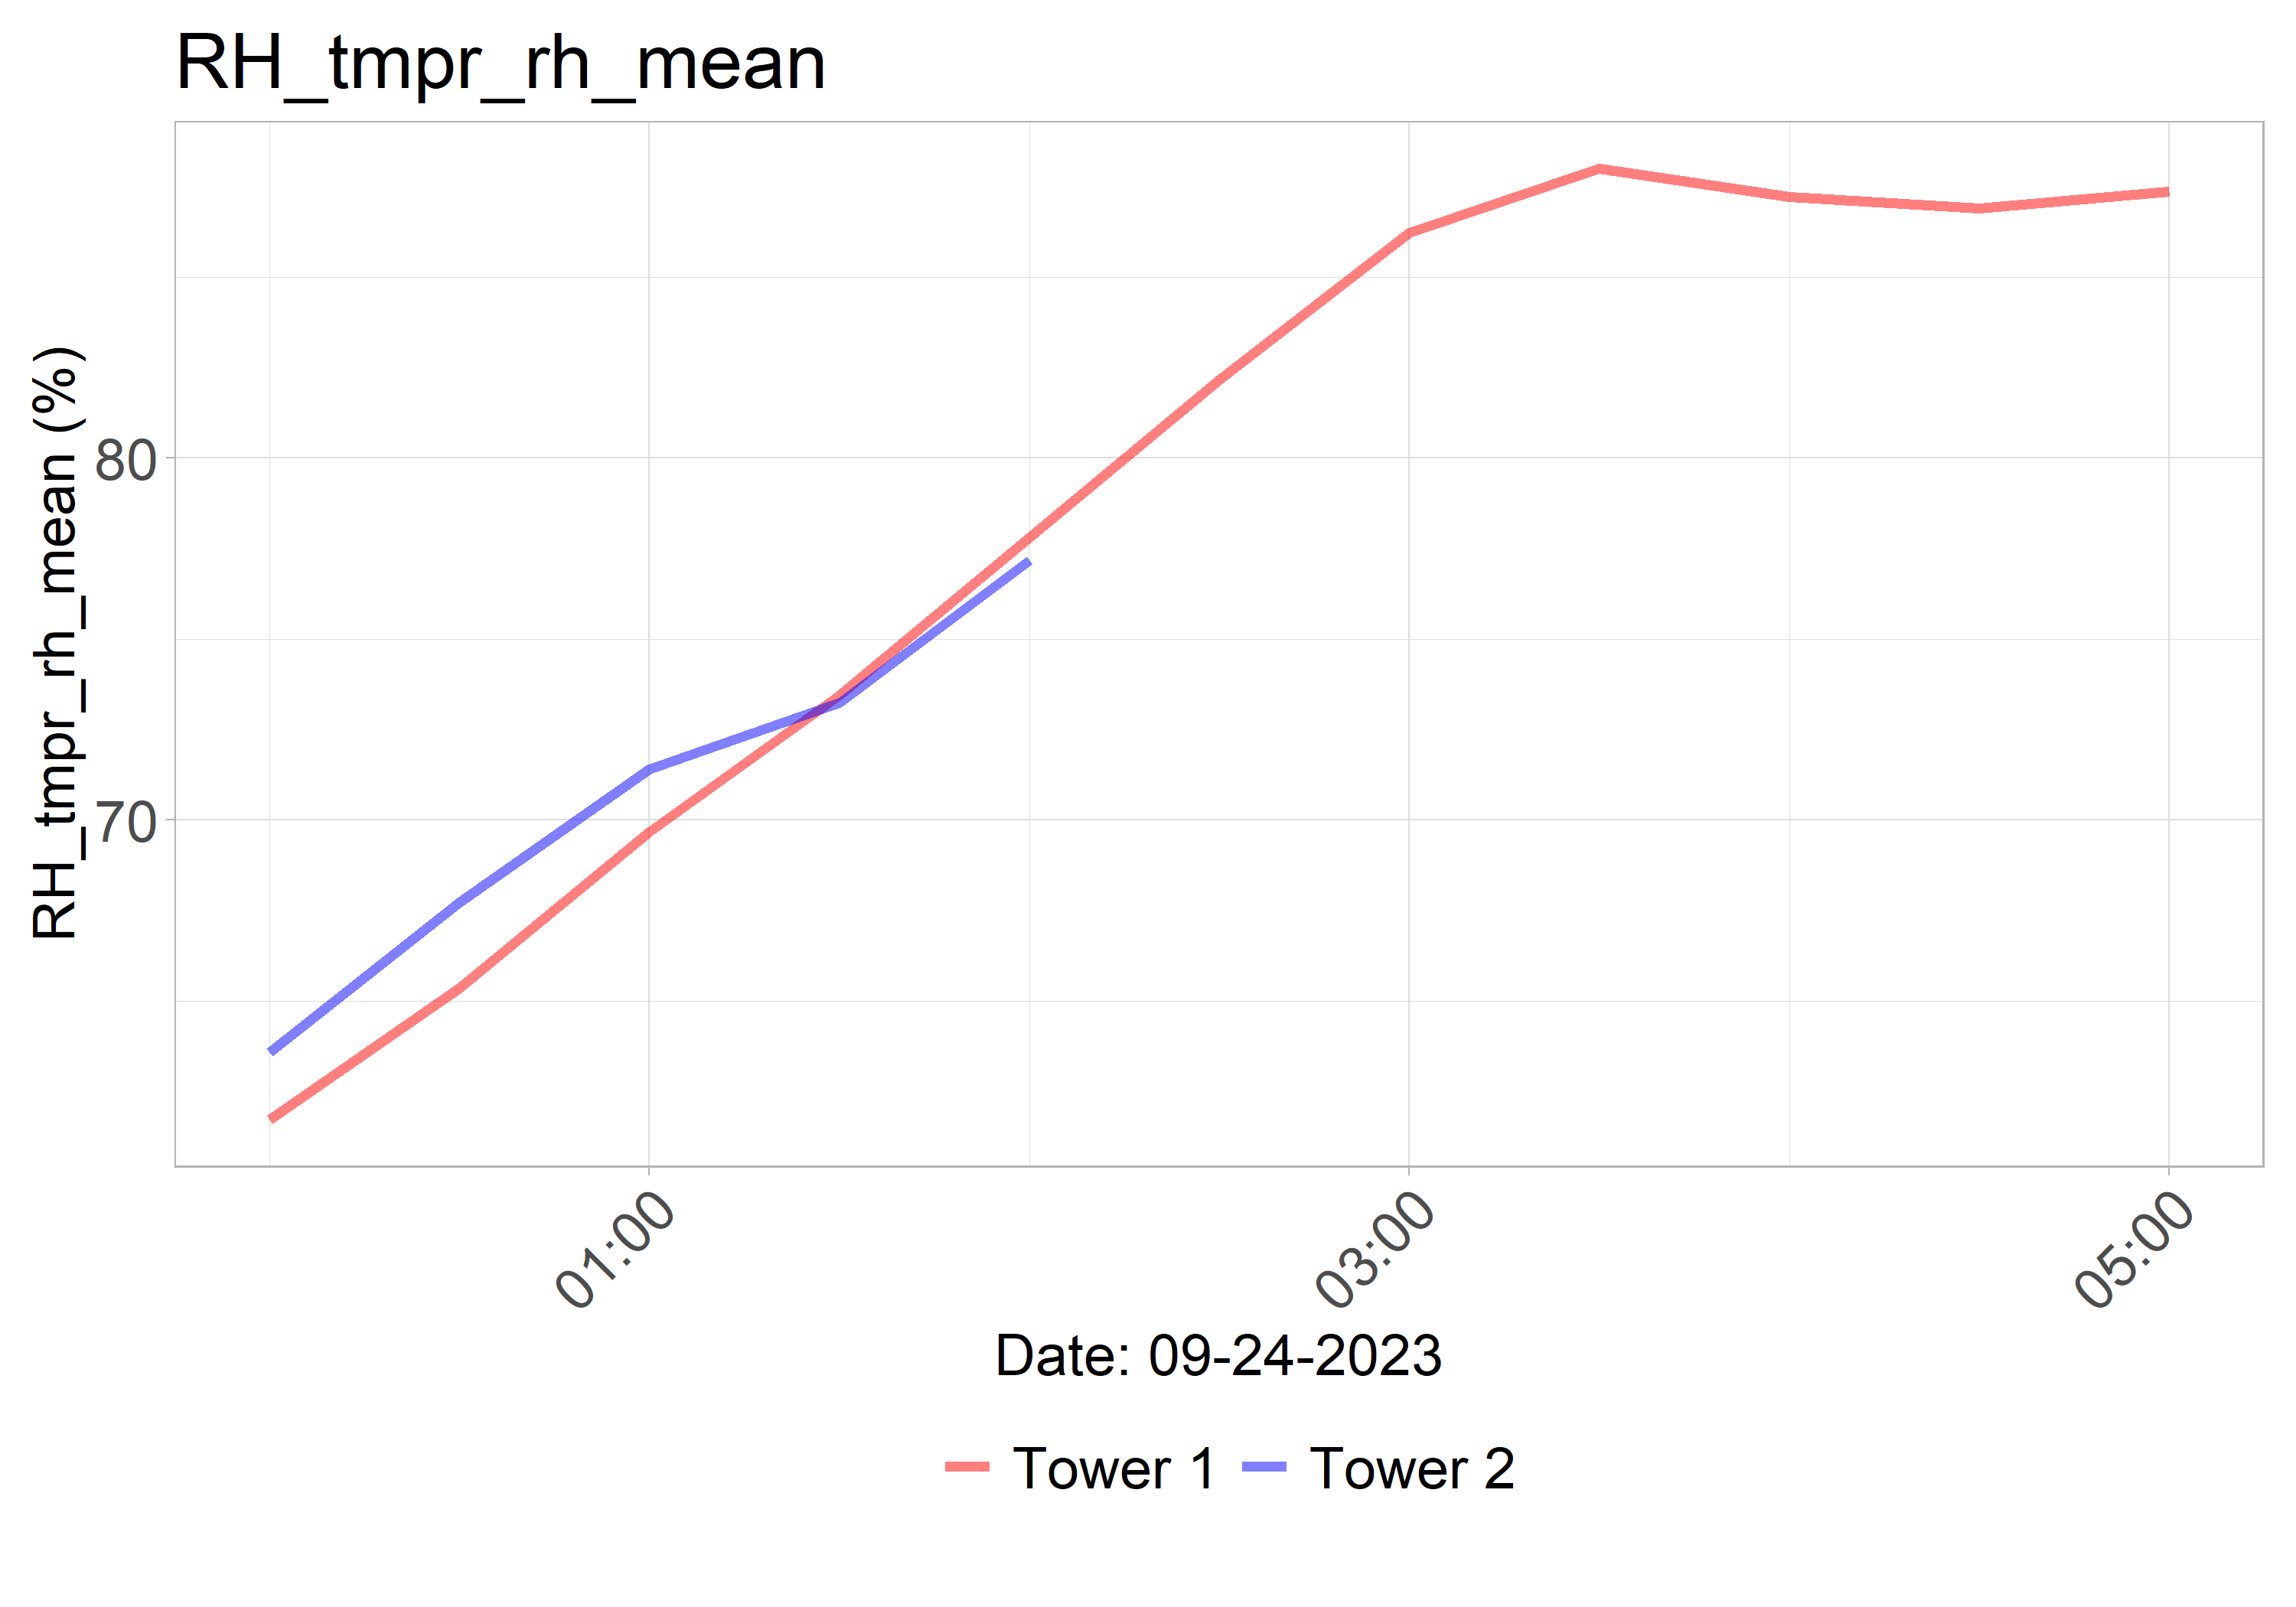 RH_tmpr_rh_mean
RH_tmpr_rh_mean (%)
80
70
01:00
03:00
05:00
Date: 09-24-2023
Tower 1
Tower 2